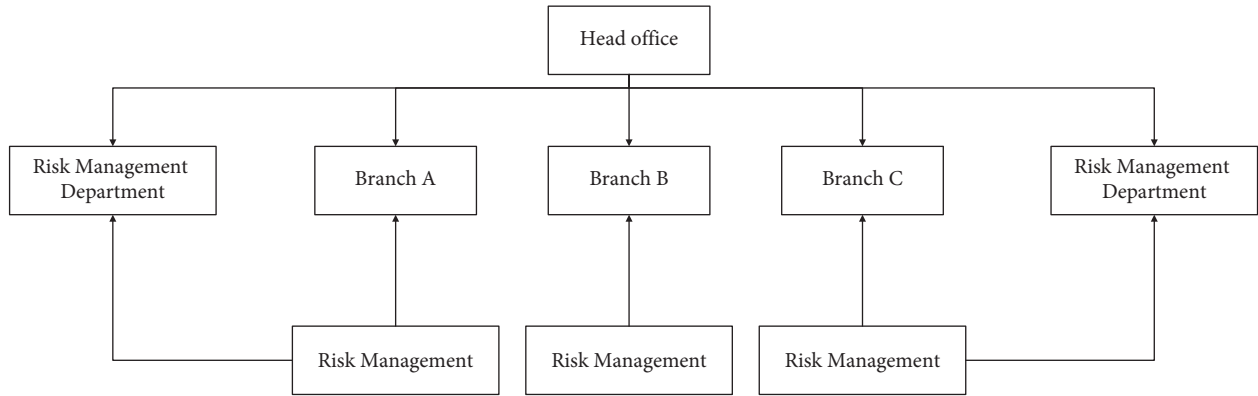 Head office
Risk Management
Department
Branch A
Branch B
Branch C
Risk Management
Department
Risk Management
Risk Management
Risk Management